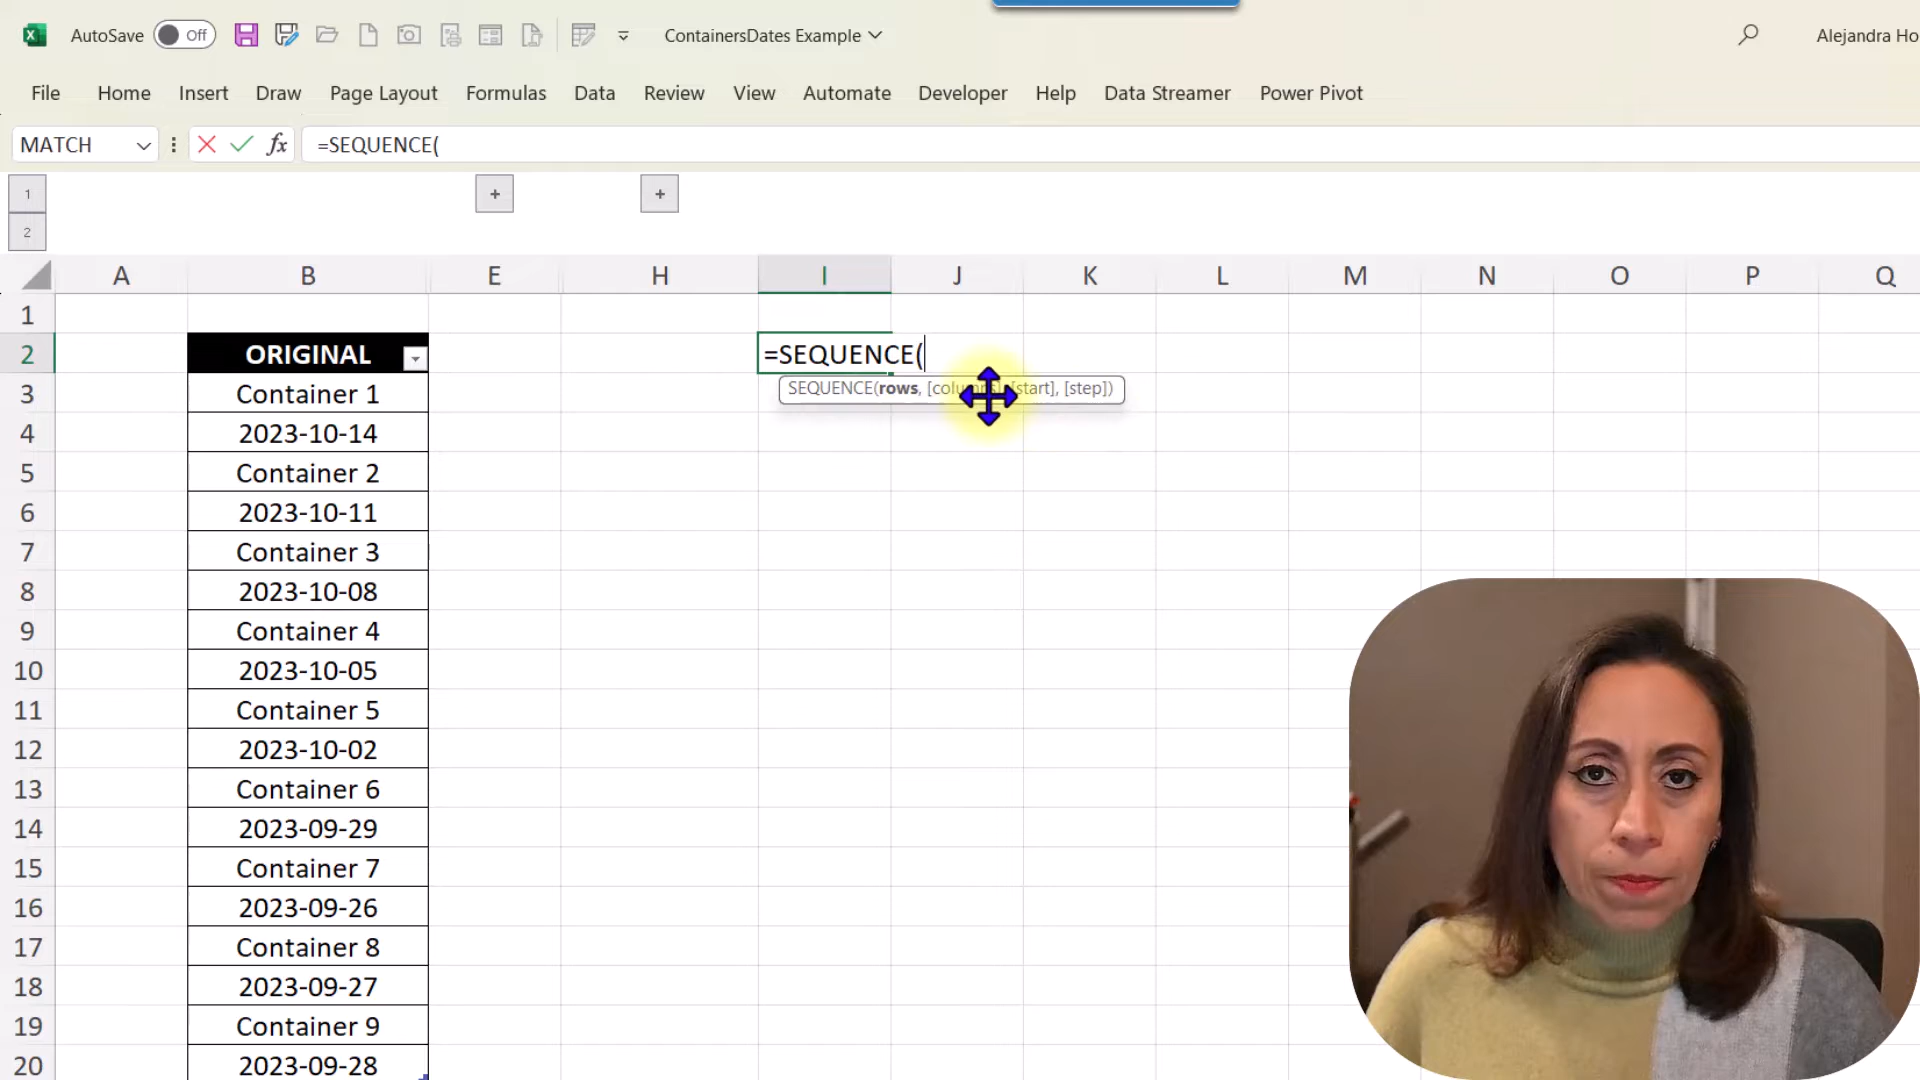 AutoSave Off ContainersDates Example Alejandra Ho
File Home Insert Draw Page Layout Formulas Data Review View Automate Developer Help Data Streamer Power Pivot
MATCH fx =SEQUENCE(
1 + +
2
A B E H I J K L M N O P Q
1
2 ORIGINAL =SEQUENCE(
SEQUENCE(rows, [columns], [start], [step])
3 Container 1
4 2023-10-14
5 Container 2
6 2023-10-11
7 Container 3
8 2023-10-08
9 Container 4
10 2023-10-05
11 Container 5
12 2023-10-02
13 Container 6
14 2023-09-29
15 Container 7
16 2023-09-26
17 Container 8
18 2023-09-27
19 Container 9
20 2023-09-28